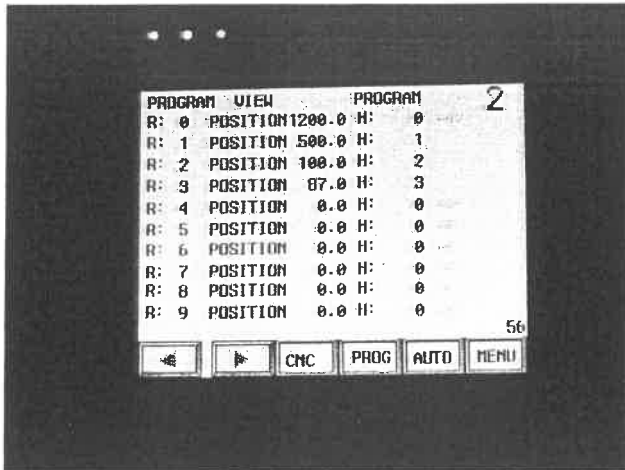 PROGRAM VIEW PROGRAM 2
R: 0 POSITION 1200.0 H: 0
R: 1 POSITION 500.0 H: 1
R: 2 POSITION 100.0 H: 2
R: 3 POSITION 87.0 H: 3
R: 4 POSITION 0.0 H: 0
R: 5 POSITION 0.0 H: 0
R: 6 POSITION 0.0 H: 0
R: 7 POSITION 0.0 H: 0
R: 8 POSITION 0.0 H: 0
R: 9 POSITION 0.0 H: 0
56
CNC PROG AUTO MENU